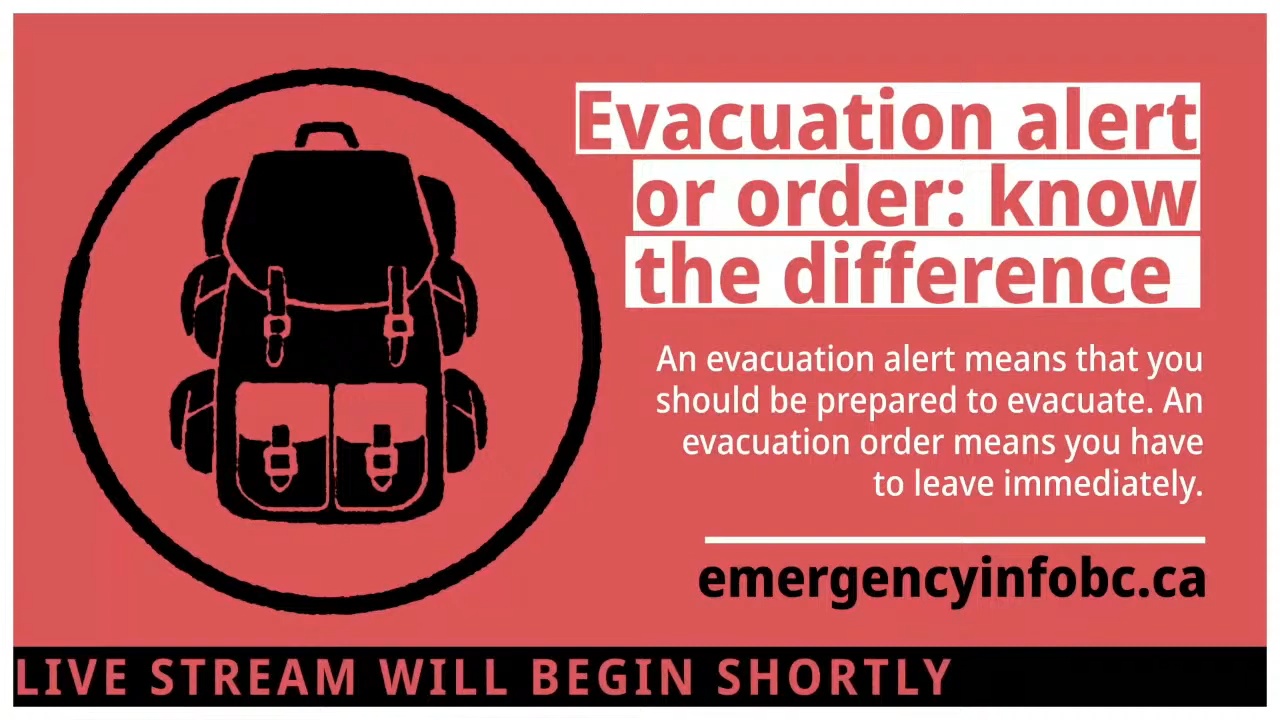 Evacuation alert
or order: know
the difference
An evacuation alert means that you
should be prepared to evacuate. An
evacuation order means you have
to leave immediately.
emergencyinfobc.ca
LIVE STREAM WILL BEGIN SHORTLY